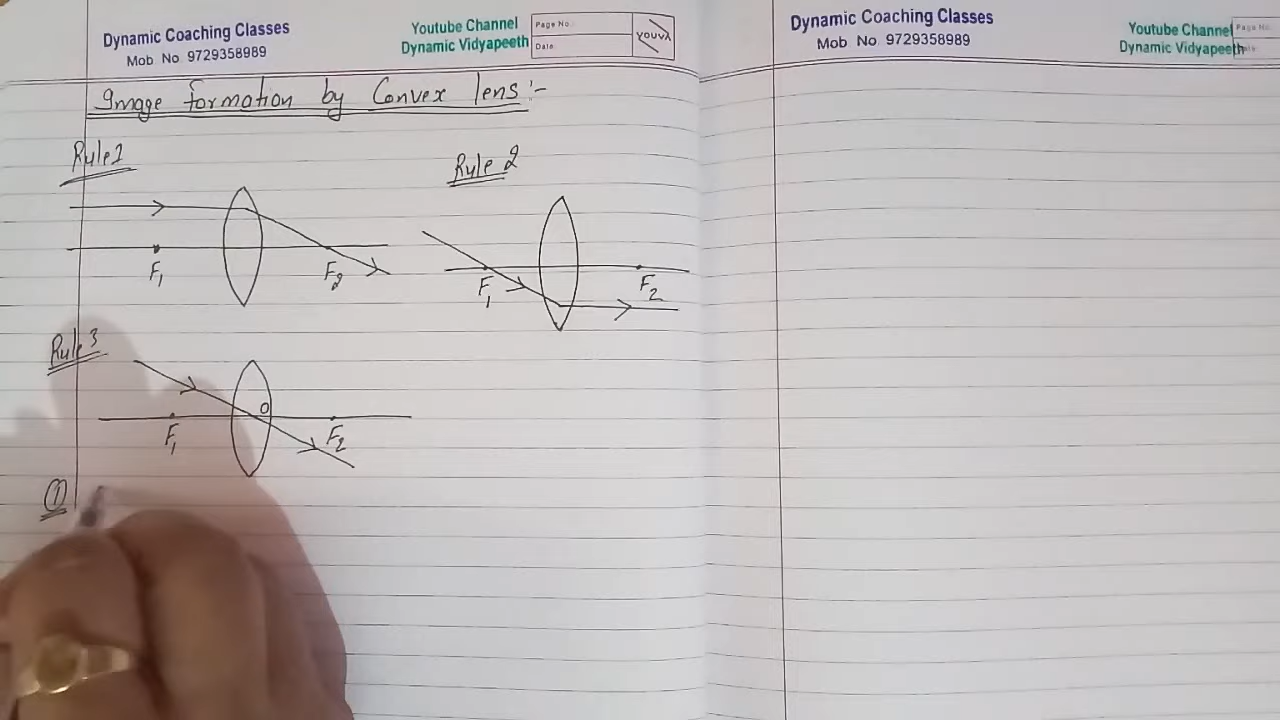 Dynamic Coaching Classes
Mob No 9729358989
Youtube Channel
Dynamic Vidyapeeth
Page No
Date
youva
Image formation by Convex lens :-
Rule 1
F1
F2
Rule 2
F1
F2
Rule 3
O
F1
F2
①
Dynamic Coaching Classes
Mob No 9729358989
Youtube Channel
Dynamic Vidyapeeth
Page No